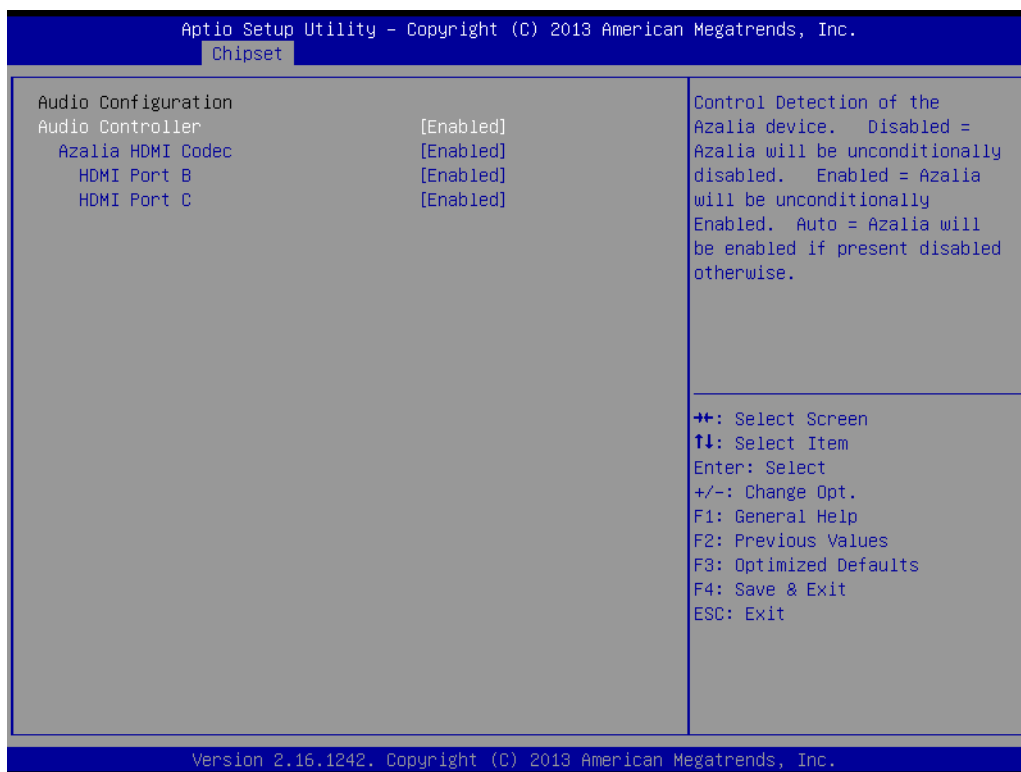 Aptio Setup Utility – Copyright (C) 2013 American Megatrends, Inc.
Chipset
Audio Configuration
Audio Controller [Enabled]
Azalia HDMI Codec [Enabled]
HDMI Port B [Enabled]
HDMI Port C [Enabled]
Control Detection of the
Azalia device. Disabled =
Azalia will be unconditionally
disabled. Enabled = Azalia
will be unconditionally
Enabled. Auto = Azalia will
be enabled if present disabled
otherwise.
→←: Select Screen
↑↓: Select Item
Enter: Select
+/-: Change Opt.
F1: General Help
F2: Previous Values
F3: Optimized Defaults
F4: Save & Exit
ESC: Exit
Version 2.16.1242. Copyright (C) 2013 American Megatrends, Inc.